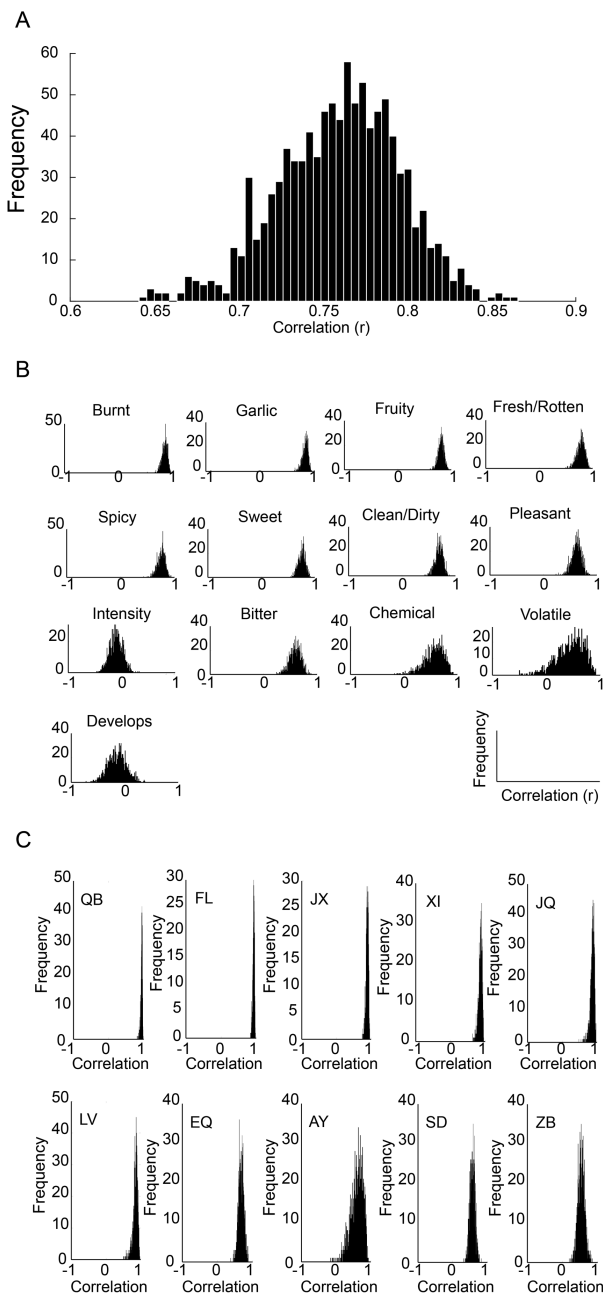 A
60
50
40
30
20
10
0
Frequency
0.6 0.65 0.7 0.75 0.8 0.85 0.9
Correlation (r)
B
Burnt Garlic Fruity Fresh/Rotten
50 0 -1 0 1
40 20 0 -1 0 1
40 20 0 -1 0 1
40 20 0 -1 0 1
Spicy Sweet Clean/Dirty Pleasant
50 0 -1 0 1
40 20 0 -1 0 1
40 20 0 -1 0 1
40 20 0 -1 0 1
Intensity Bitter Chemical Volatile
20 0 -1 0 1
40 20 0 -1 0 1
40 20 0 -1 0 1
20 10 0 -1 0 1
Develops
40 20 0 -1 0 1
Frequency
Correlation (r)
C
QB FL JX XI JQ
Frequency 50 40 30 20 10 0 -1 0 1
Frequency 30 25 20 15 10 5 0 -1 0 1
Frequency 30 25 20 15 10 5 0 -1 0 1
Frequency 40 30 20 10 0 -1 0 1
Frequency 50 40 30 20 10 0 -1 0 1
Correlation Correlation Correlation Correlation Correlation
LV EQ AY SD ZB
Frequency 50 40 30 20 10 0 -1 0 1
Frequency 40 30 20 10 0 -1 0 1
Frequency 40 30 20 10 0 -1 0 1
Frequency 40 30 20 10 0 -1 0 1
Frequency 40 30 20 10 0 -1 0 1
Correlation Correlation Correlation Correlation Correlation